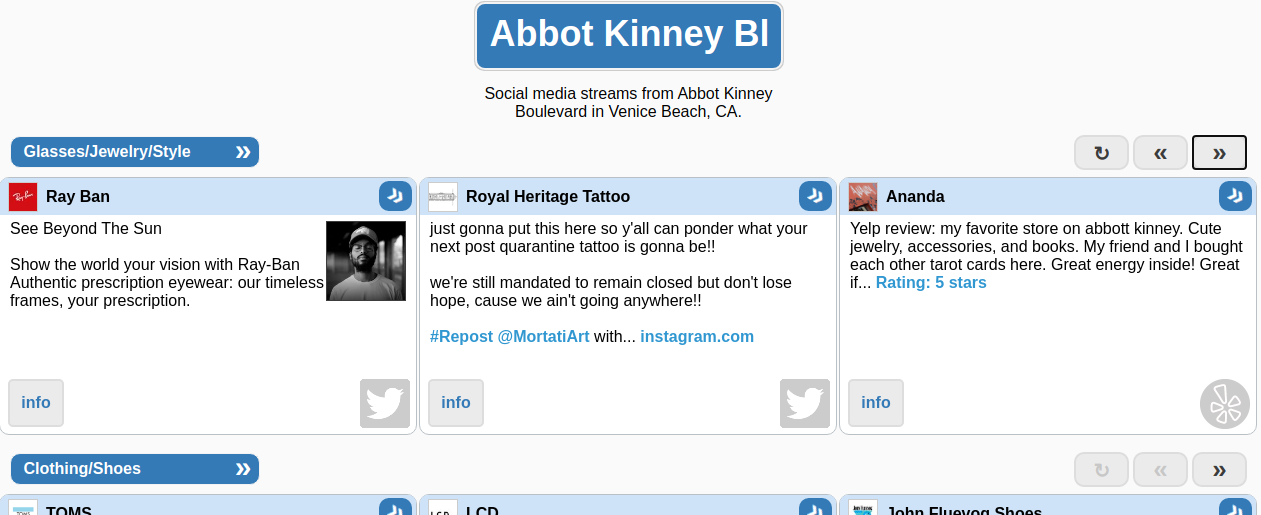 Abbot Kinney Bl
Social media streams from Abbot Kinney
Boulevard in Venice Beach, CA.
Glasses/Jewelry/Style »
↻ « »
Ray Ban
See Beyond The Sun
Show the world your vision with Ray-Ban
Authentic prescription eyewear: our timeless
frames, your prescription.
info
Royal Heritage Tattoo
just gonna put this here so y'all can ponder what your
next post quarantine tattoo is gonna be!!
we're still mandated to remain closed but don't lose
hope, cause we ain't going anywhere!!
#Repost @MortatiArt with... instagram.com
info
Ananda
Yelp review: my favorite store on abbott kinney. Cute
jewelry, accessories, and books. My friend and I bought
each other tarot cards here. Great energy inside! Great
if... Rating: 5 stars
info
Clothing/Shoes »
↻ « »
TOMS
LCD
John Fluevog Shoes